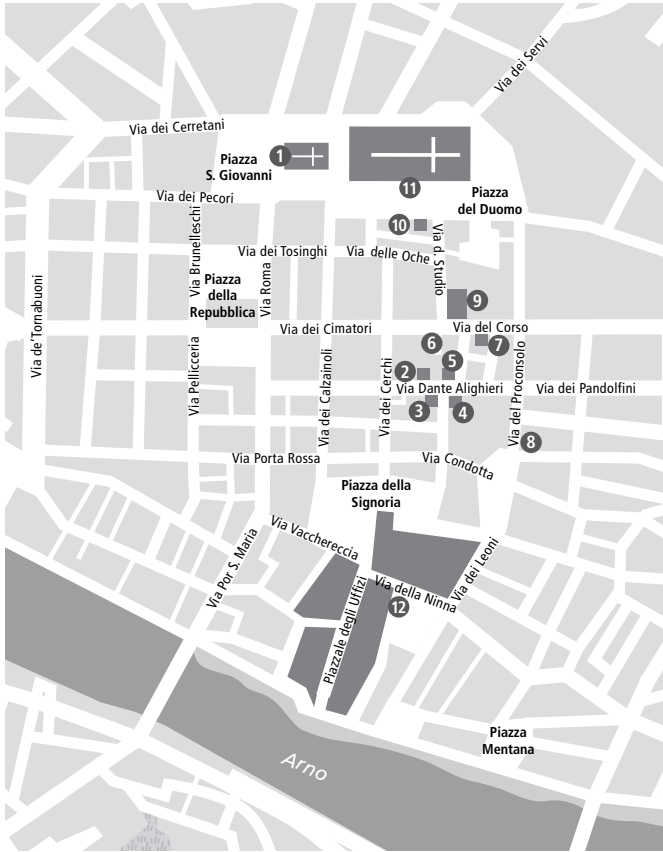 Via dei Servi
Via dei Cerretani
1
Piazza
S. Giovanni
11
Piazza
del Duomo
Via dei Pecori
10
Via d. Studio
Via Brunelleschi
Via dei Tosinghi
Via delle Oche
Via Roma
Piazza
della
Repubblica
Via de'Tornabuoni
9
Via dei Cimatori
Via del Corso
6
7
Via Pellicceria
Via dei Calzainoli
Via dei Cerchi
2
5
Via del Proconsolo
Via Dante Alighieri
Via dei Pandolfini
3
4
8
Via Porta Rossa
Via Condotta
Piazza della
Signoria
Via Vacchereccia
Via Por S. Maria
Via dei Leoni
Via della Ninna
12
Piazzale degli Uffizi
Piazza
Mentana
Arno